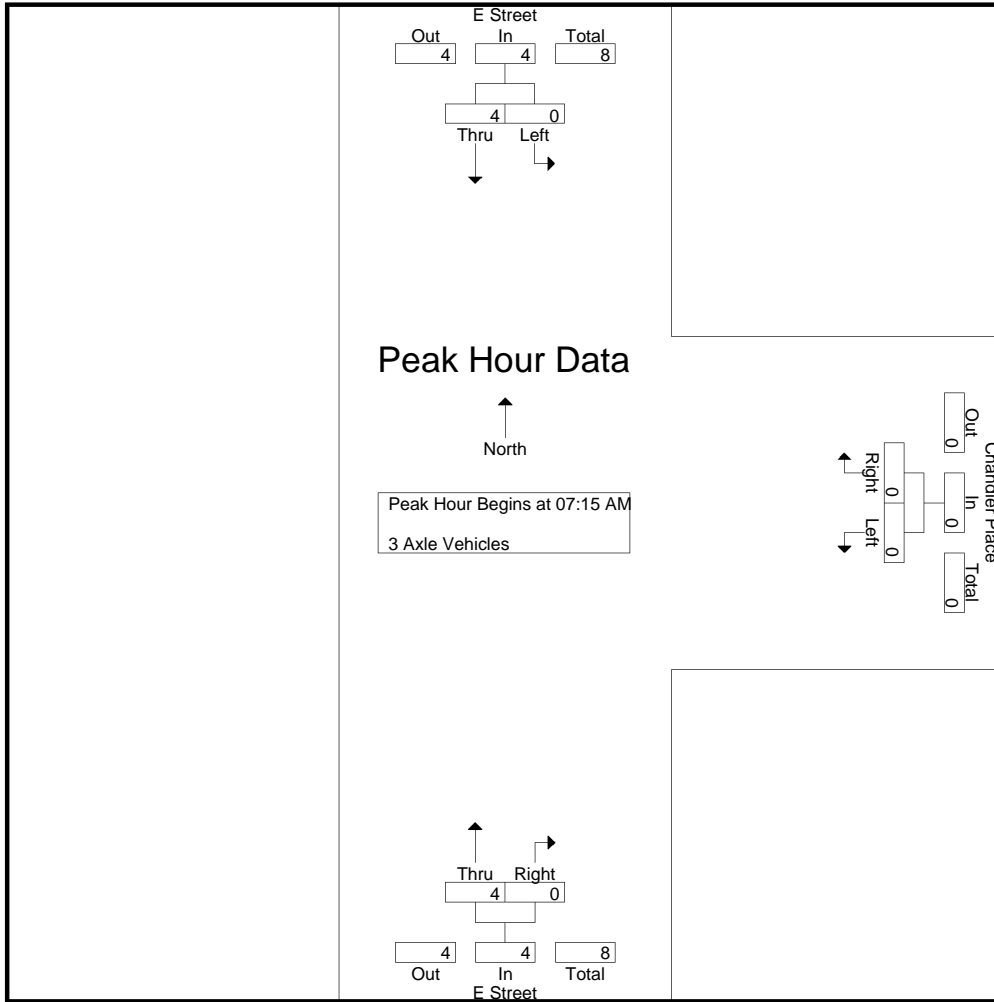 E Street
Out In Total
4 4 8
4 0
Thru Left
Peak Hour Data
North
Peak Hour Begins at 07:15 AM
3 Axle Vehicles
Chandler Place
Out In Total
0 0 0
Right Left
0 0
Thru Right
4 0
4 4 8
Out In Total
E Street